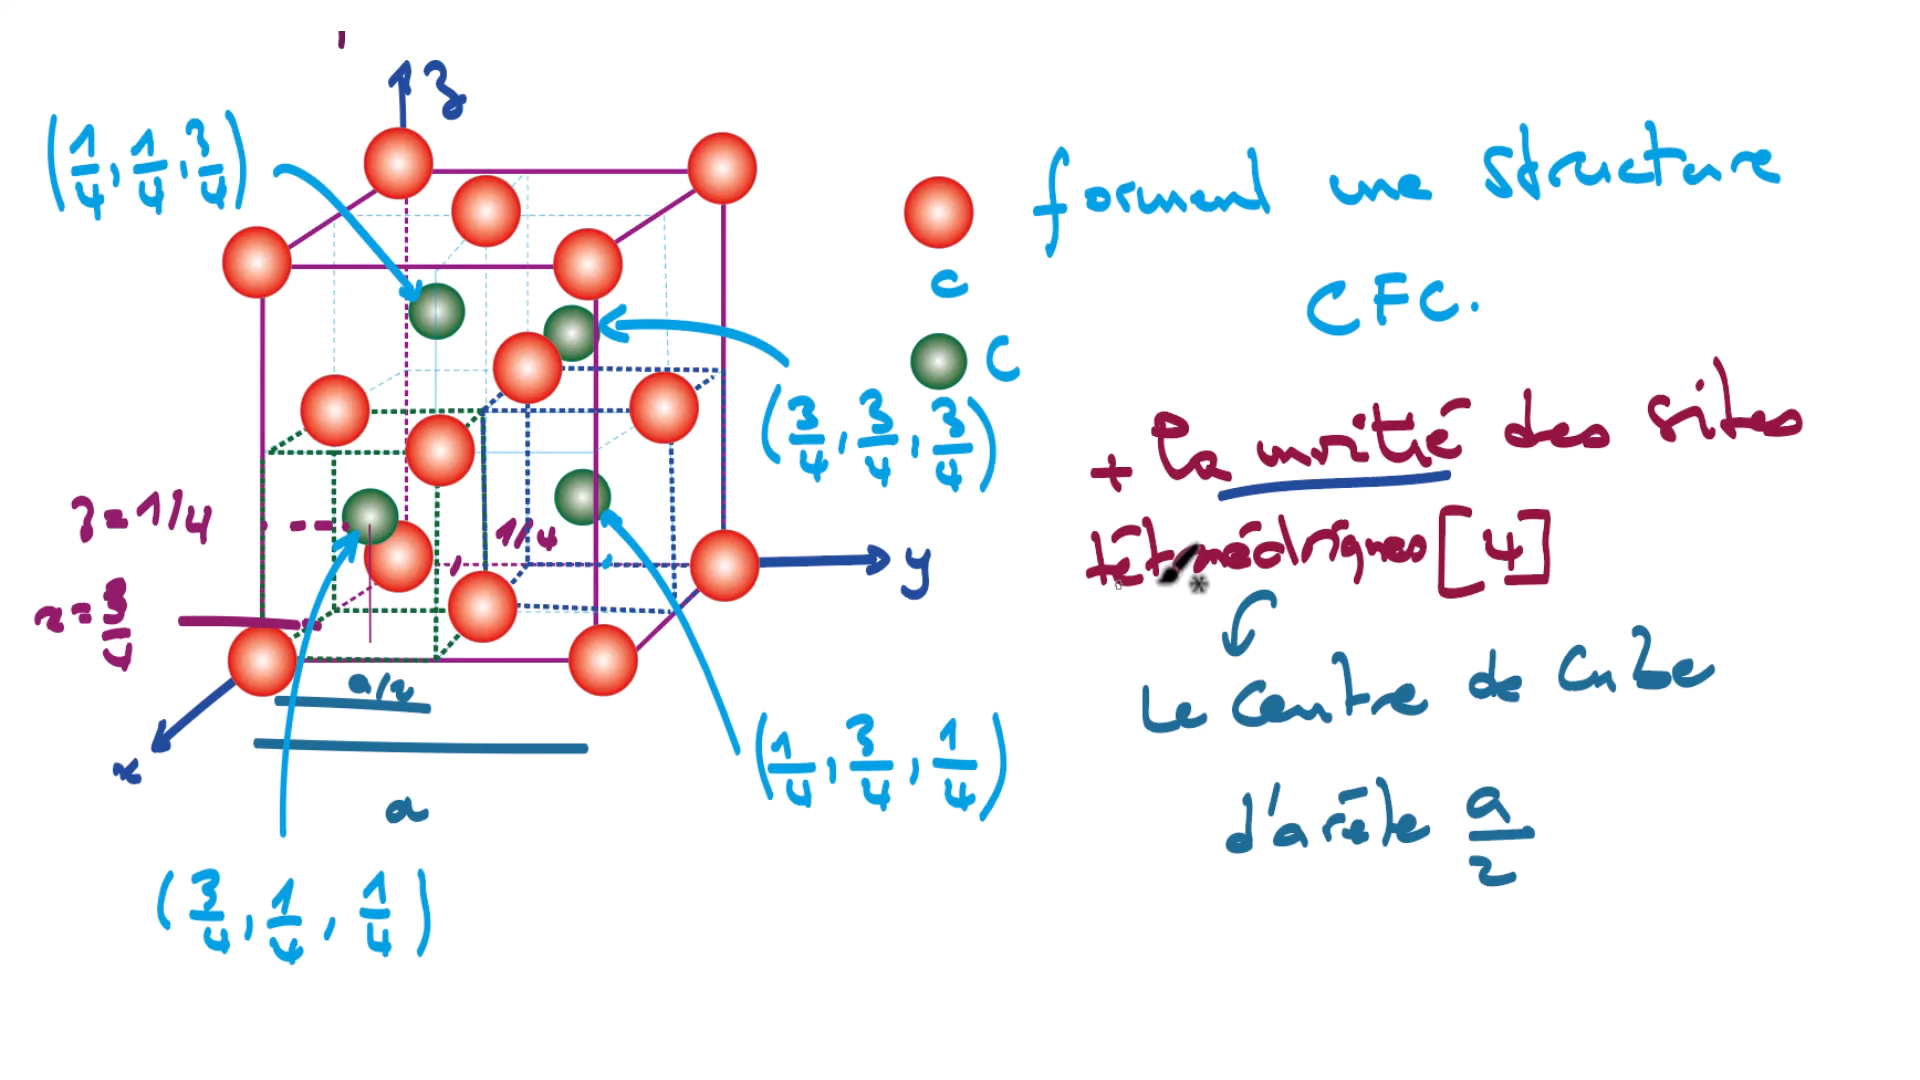 z
(1/4, 1/4, 3/4)
forment une structure
C
CFC.
C
(3/4, 3/4, 3/4)
+ la moitié des sites
z=1/4
1/4
tétraédriques [4]
x=3/4
y
Le centre de cube
a/2
x
(1/4, 3/4, 1/4)
a
d'arête a/2
(3/4, 1/4, 1/4)